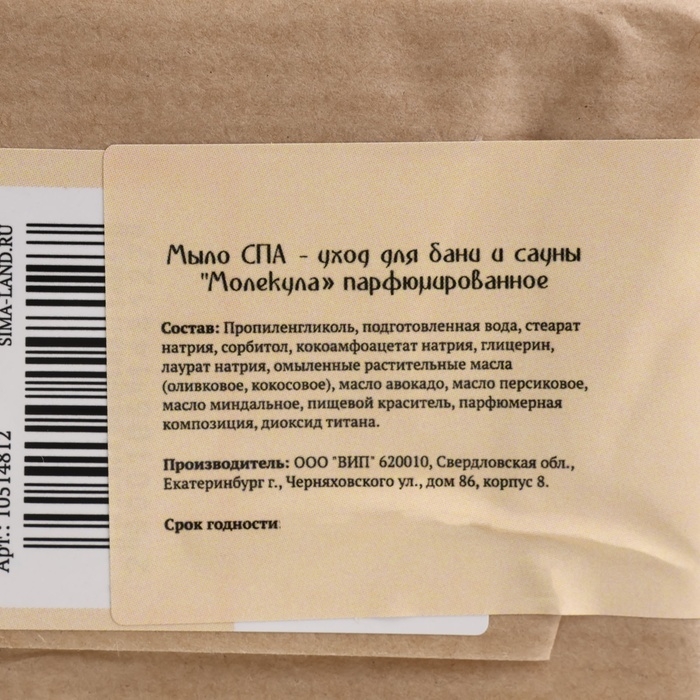 Мыло СПА - уход для бани и сауны
"Молекула» парфюмированное
Состав: Пропиленгликоль, подготовленная вода, стеарат
натрия, сорбитол, кокоамфоацетат натрия, глицерин,
лаурат натрия, омыленные растительные масла
(оливковое, кокосовое), масло авокадо, масло персиковое,
масло миндальное, пищевой краситель, парфюмерная
композиция, диоксид титана.
Производитель: ООО "ВИП" 620010, Свердловская обл.,
Екатеринбург г., Черняховского ул., дом 86, корпус 8.
Срок годности:
SIMA-LAND.RU
Арт.: 10514812